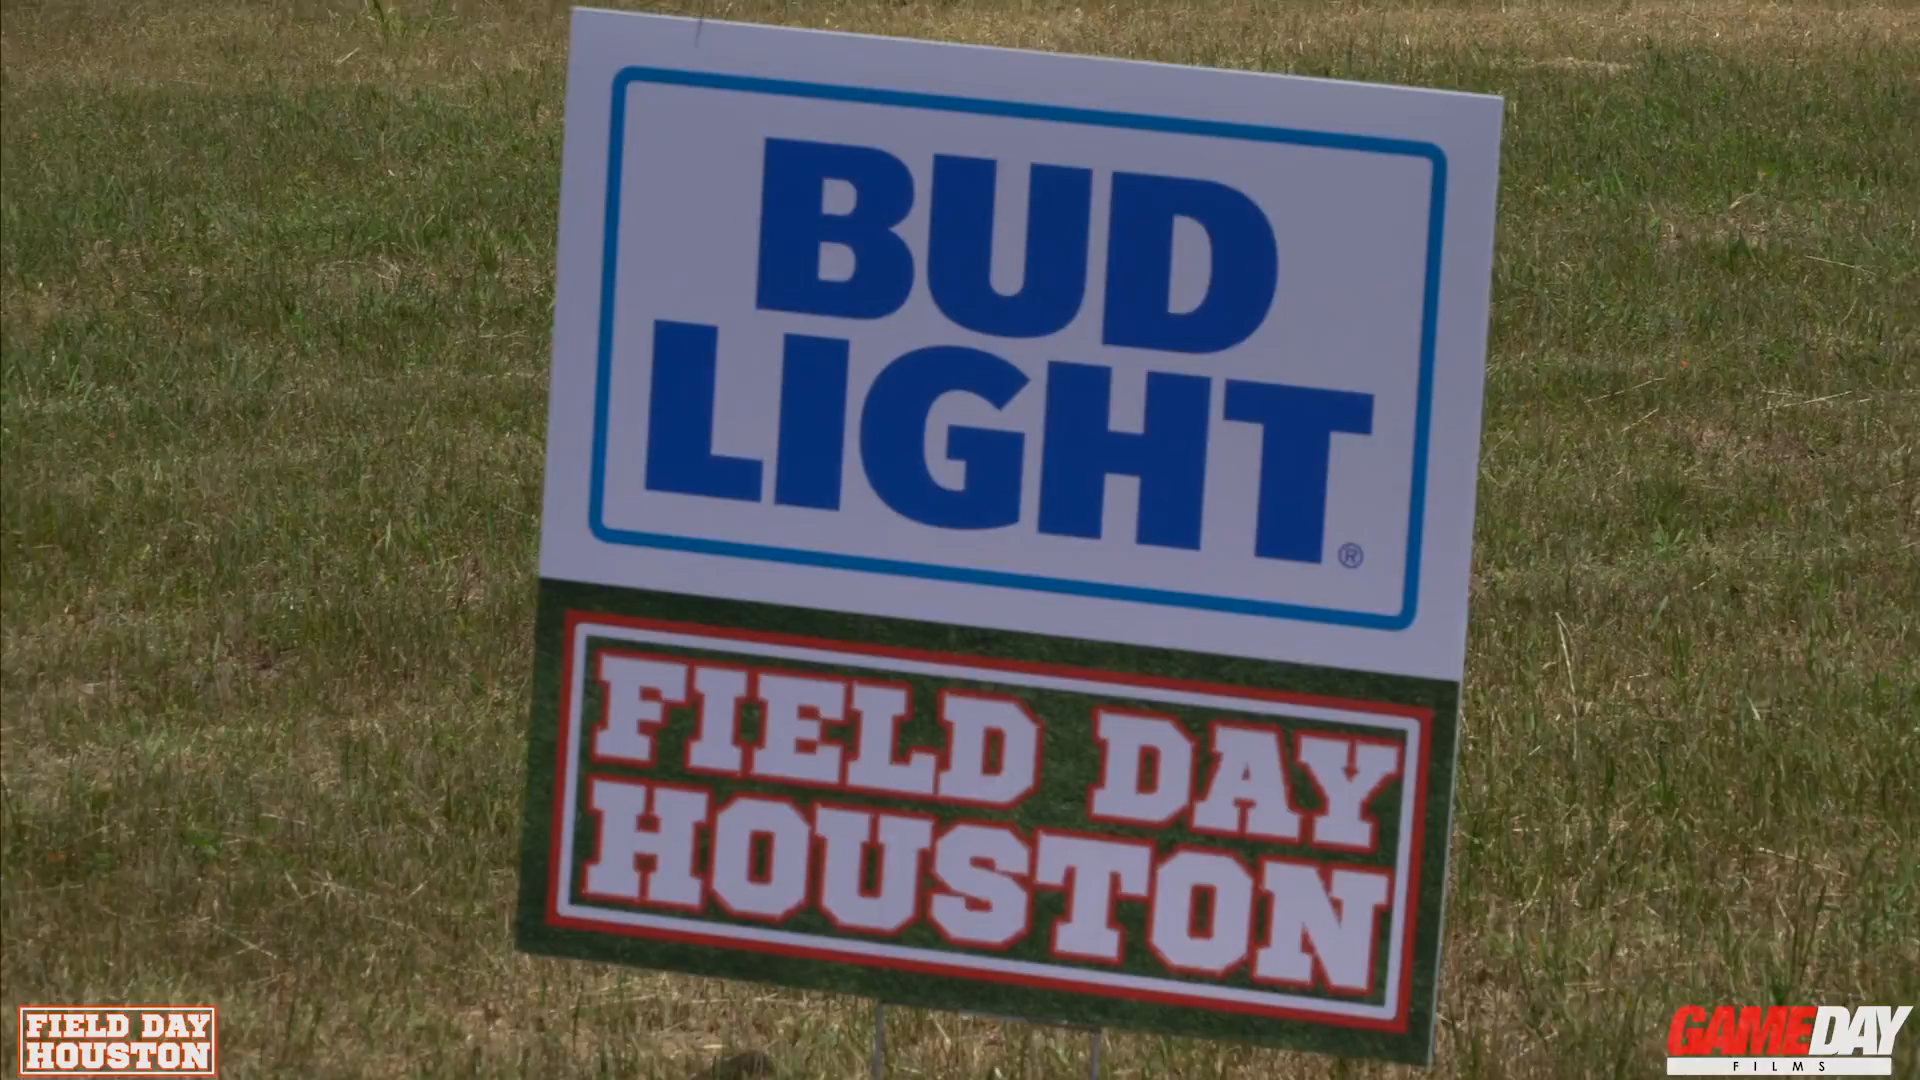 BUD
LIGHT®
FIELD DAY
HOUSTON
FIELD DAY
HOUSTON
GAMEDAY
FILMS